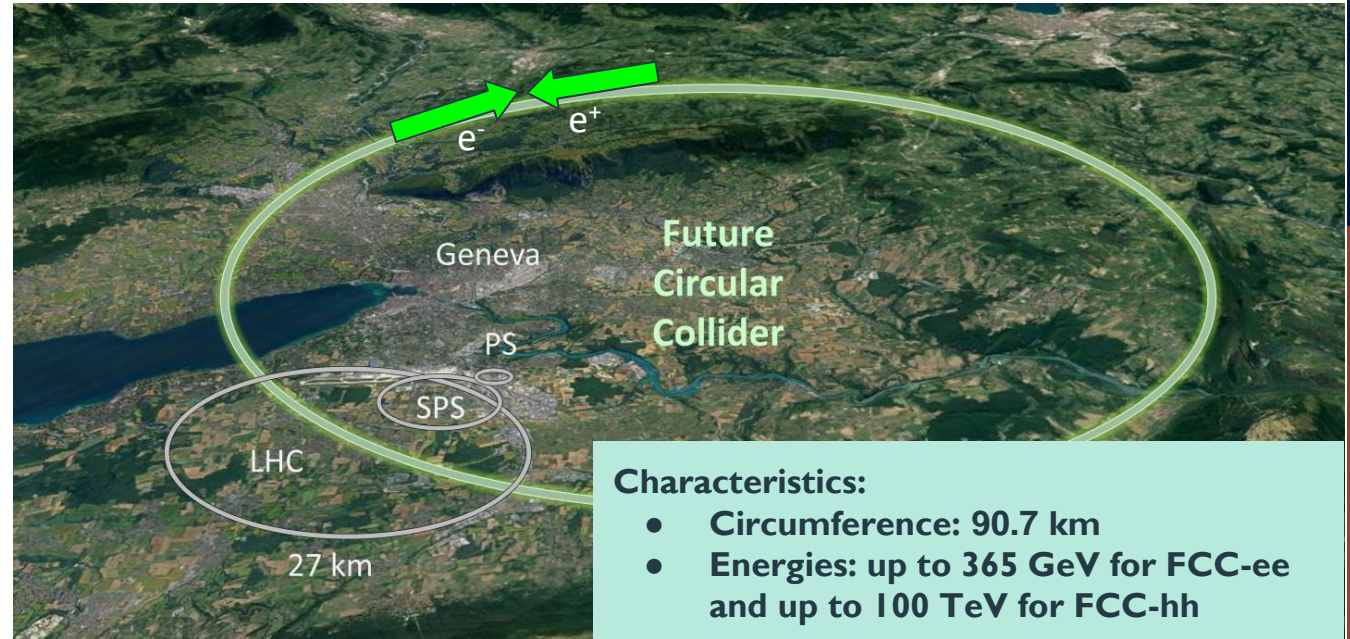 e-
e+
Geneva
Future
Circular
Collider
PS
SPS
LHC
27 km
Characteristics:
● Circumference: 90.7 km
● Energies: up to 365 GeV for FCC-ee
and up to 100 TeV for FCC-hh